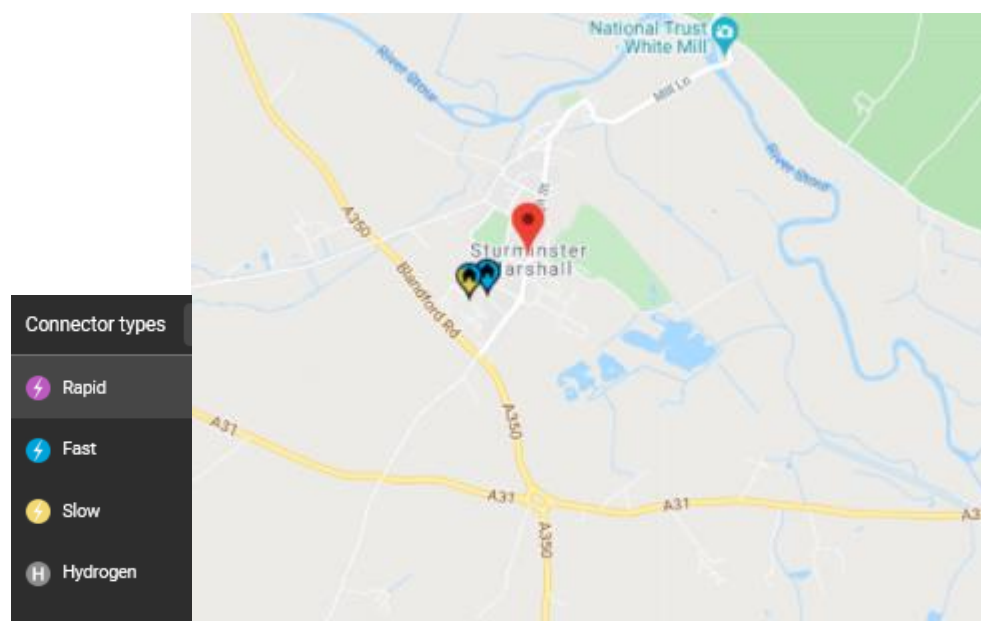 National Trust
White Mill
River Stour
Mill Ln
River Stour
A350
Sturminster
Marshall
Blandford Rd
Connector types
Rapid
Fast
Slow
H Hydrogen
A350
A31
A31
A31
A3
A350